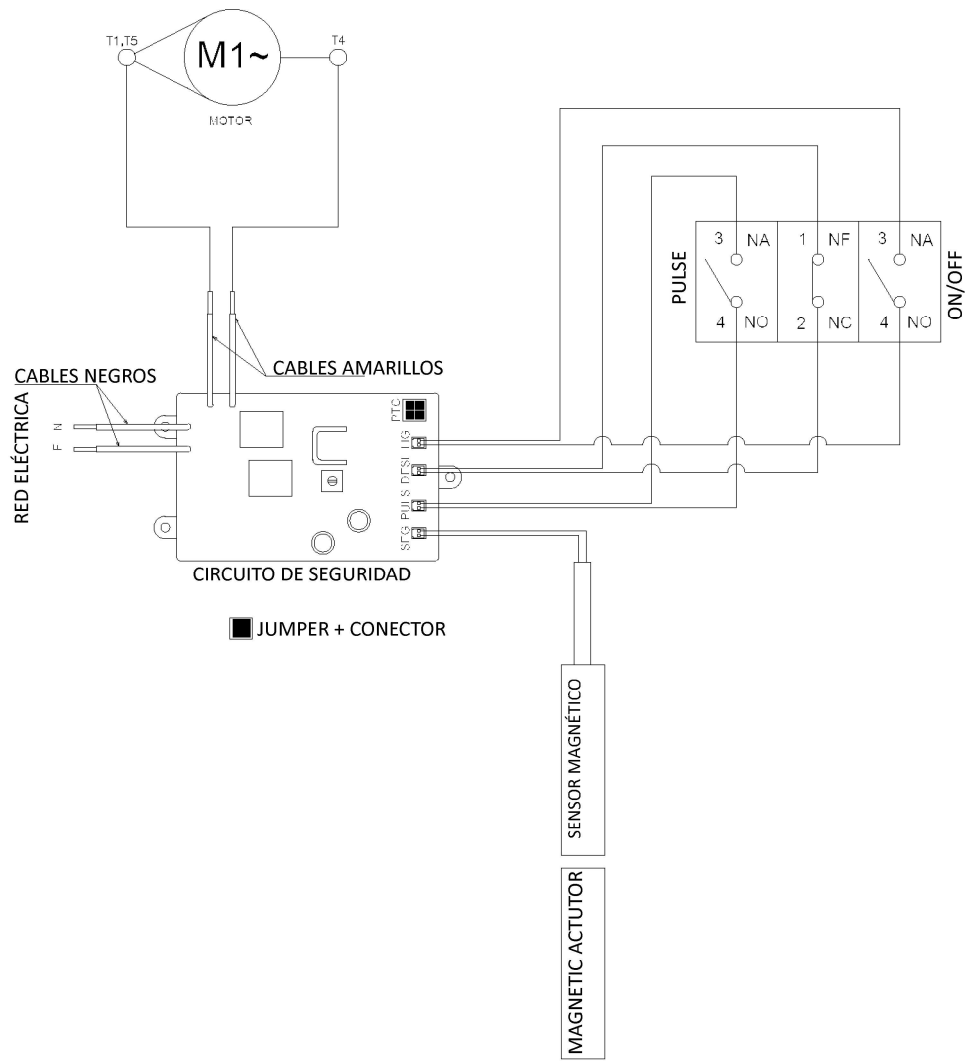 T1,T5
M1~
T4
MOTOR
3 NA
1 NF
3 NA
PULSE
ON/OFF
4 NO
2 NC
4 NO
CABLES AMARILLOS
CABLES NEGROS
RED ELÉCTRICA
N
F
PTC
LIG
DESL
PULS
SEG
CIRCUITO DE SEGURIDAD
JUMPER + CONECTOR
SENSOR MAGNÉTICO
MAGNETIC ACTUTOR